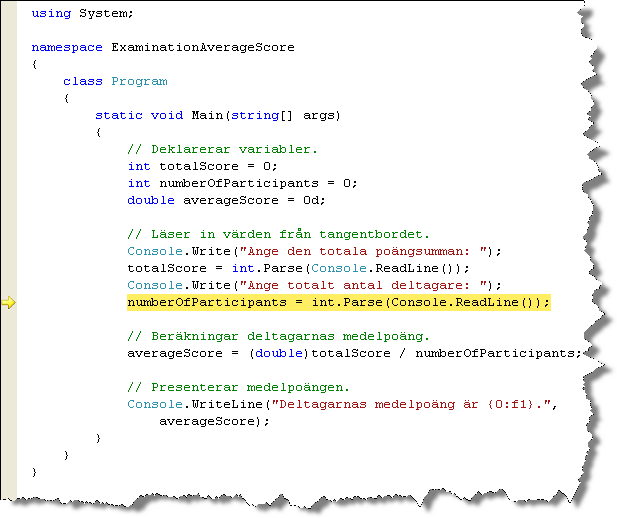 using System;

namespace ExaminationAverageScore
{
    class Program
    {
        static void Main(string[] args)
        {
            // Deklarerar variabler.
            int totalScore = 0;
            int numberOfParticipants = 0;
            double averageScore = 0d;

            // Läser in värden från tangentbordet.
            Console.Write("Ange den totala poängsumman: ");
            totalScore = int.Parse(Console.ReadLine());
            Console.Write("Ange totalt antal deltagare: ");
            numberOfParticipants = int.Parse(Console.ReadLine());

            // Beräkningar deltagarnas medelpoäng.
            averageScore = (double)totalScore / numberOfParticipants;

            // Presenterar medelpoängen.
            Console.WriteLine("Deltagarnas medelpoäng är {0:f1}.",
                averageScore);
        }
    }
}